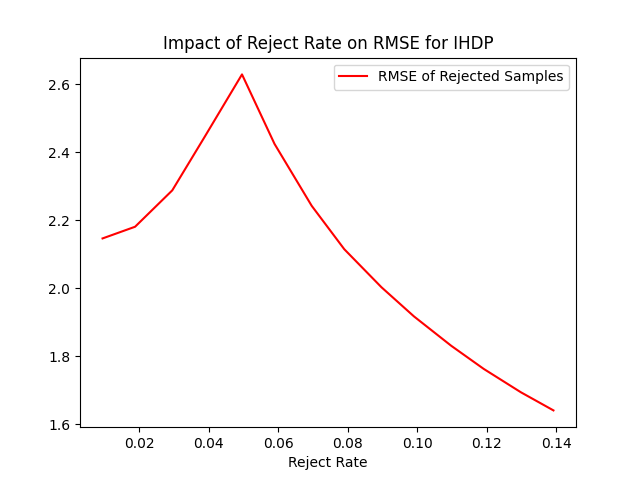 Impact of Reject Rate on RMSE for IHDP
RMSE of Rejected Samples
2.6
2.4
2.2
2.0
1.8
1.6
0.02 0.04 0.06 0.08 0.10 0.12 0.14
Reject Rate